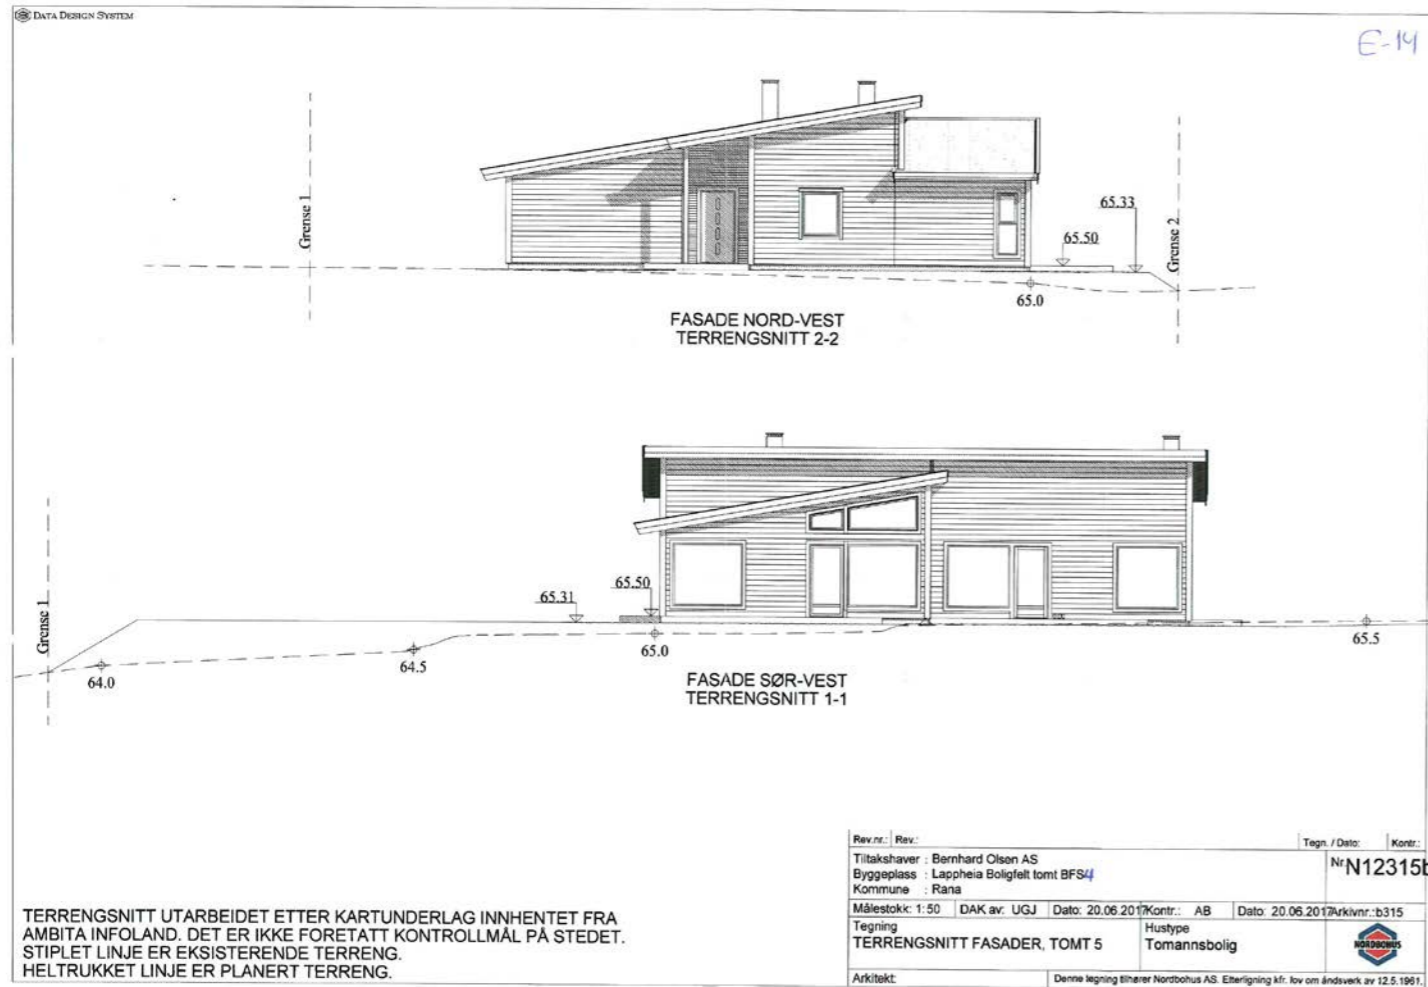 DATA DESIGN SYSTEM
E-14
Grense 1
65.33
65.50
Grense 2
65.0
FASADE NORD-VEST
TERRENGSNITT 2-2
Grense 1
65.31
65.50
64.0
64.5
65.0
65.5
FASADE SØR-VEST
TERRENGSNITT 1-1
TERRENGSNITT UTARBEIDET ETTER KARTUNDERLAG INNHENTET FRA
AMBITA INFOLAND. DET ER IKKE FORETATT KONTROLLMÅL PÅ STEDET.
STIPLET LINJE ER EKSISTERENDE TERRENG.
HELTRUKKET LINJE ER PLANERT TERRENG.
Rev.nr.: Rev.: Tegn. / Dato: Kontr.:
Tiltakshaver : Bernhard Olsen AS
Byggeplass : Lappheia Boligfelt tomt BFS4
Kommune : Rana
Nr N12315b
Målestokk: 1:50 DAK av: UGJ Dato: 20.06.2017 Kontr.: AB Dato: 20.06.2017 Arkivnr.:b315
Tegning
TERRENGSNITT FASADER, TOMT 5
Hustype
Tomannsbolig
NORDBOHUS
Arkitekt:
Denne tegning tilhører Nordbohus AS. Etterligning kfr. lov om åndsverk av 12.5.1961.